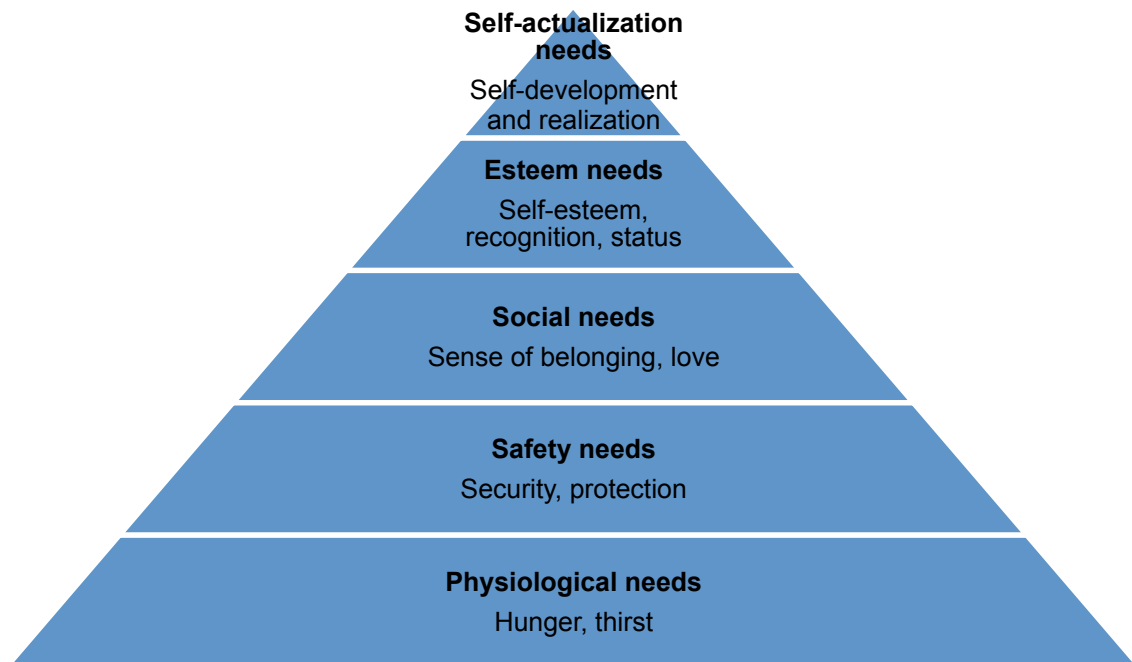 Self-actualization
needs
Self-development
and realization
Esteem needs
Self-esteem,
recognition, status
Social needs
Sense of belonging, love
Safety needs
Security, protection
Physiological needs
Hunger, thirst